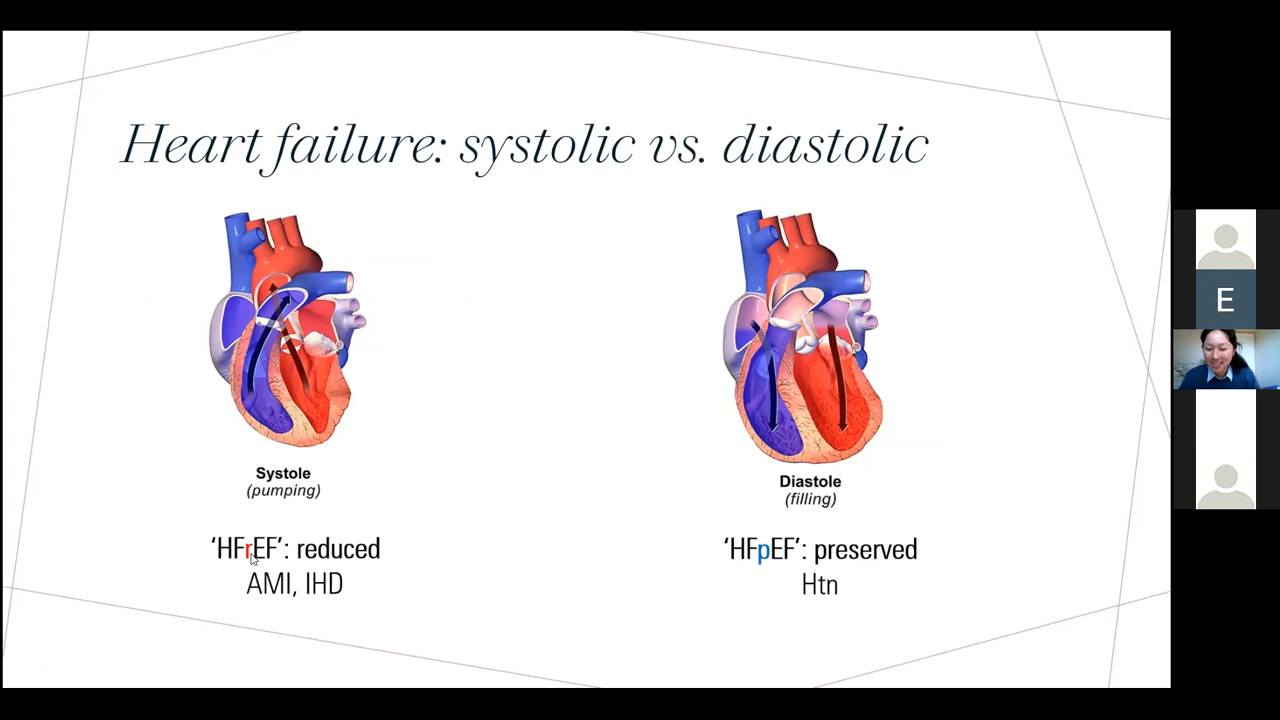 Heart failure: systolic vs. diastolic
Systole
(pumping)
Diastole
(filling)
‘HFrEF’: reduced
AMI, IHD
‘HFpEF’: preserved
Htn
E